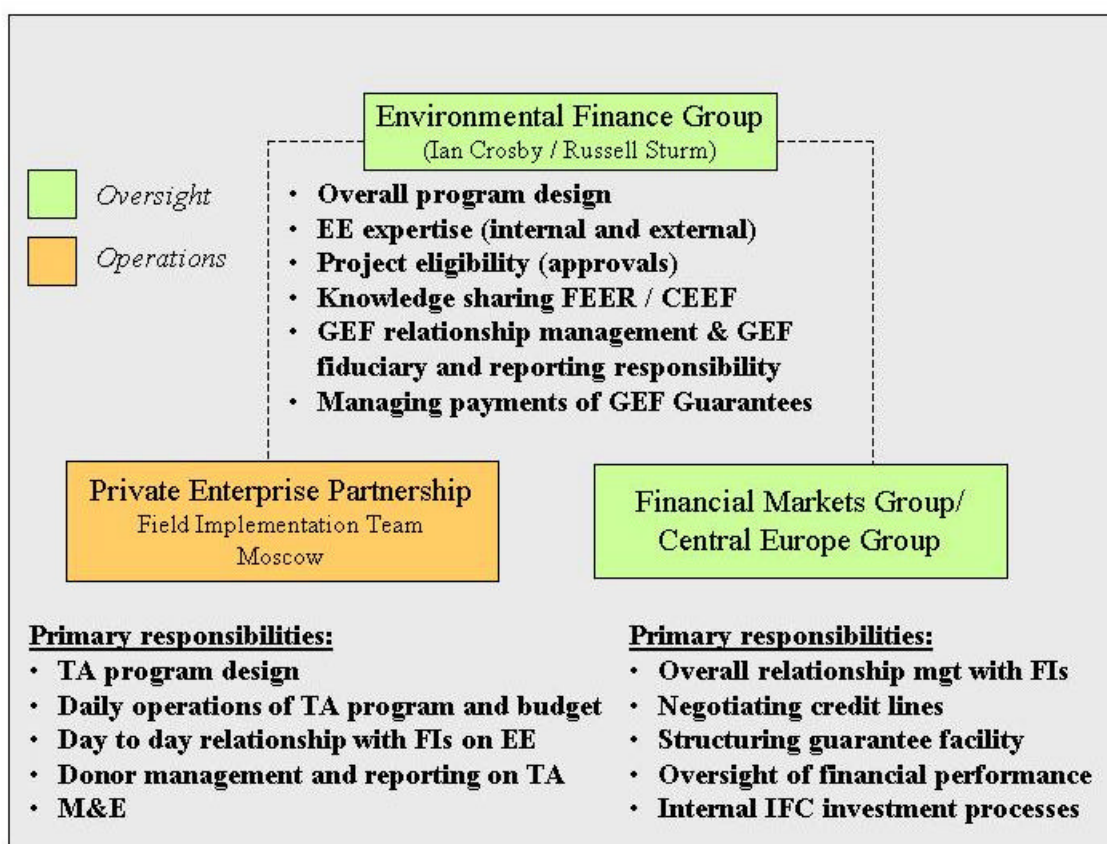 Environmental Finance Group
(Ian Crosby / Russell Sturm)
Oversight
Operations
• Overall program design
• EE expertise (internal and external)
• Project eligibility (approvals)
• Knowledge sharing FEER / CEEF
• GEF relationship management & GEF
fiduciary and reporting responsibility
• Managing payments of GEF Guarantees
Private Enterprise Partnership
Field Implementation Team
Moscow
Financial Markets Group/
Central Europe Group
Primary responsibilities:
• TA program design
• Daily operations of TA program and budget
• Day to day relationship with FIs on EE
• Donor management and reporting on TA
• M&E
Primary responsibilities:
• Overall relationship mgt with FIs
• Negotiating credit lines
• Structuring guarantee facility
• Oversight of financial performance
• Internal IFC investment processes